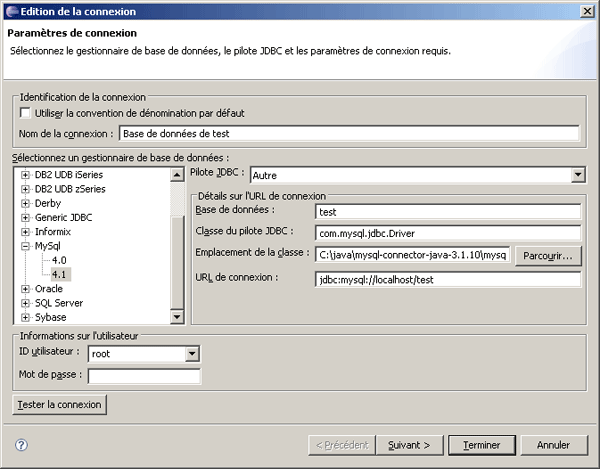 Edition de la connexion
Paramètres de connexion
Sélectionnez le gestionnaire de base de données, le pilote JDBC et les paramètres de connexion requis.
Identification de la connexion
Utiliser la convention de dénomination par défaut
Nom de la connexion : Base de données de test
Sélectionnez un gestionnaire de base de données :
DB2 UDB iSeries
DB2 UDB zSeries
Derby
Generic JDBC
Informix
MySql
4.0
4.1
Oracle
SQL Server
Sybase
Pilote JDBC : Autre
Détails sur l'URL de connexion
Base de données : test
Classe du pilote JDBC : com.mysql.jdbc.Driver
Emplacement de la classe : C:\java\mysql-connector-java-3.1.10\mysq Parcourir...
URL de connexion : jdbc:mysql://localhost/test
Informations sur l'utilisateur
ID utilisateur : root
Mot de passe :
Tester la connexion
? < Précédent Suivant > Terminer Annuler